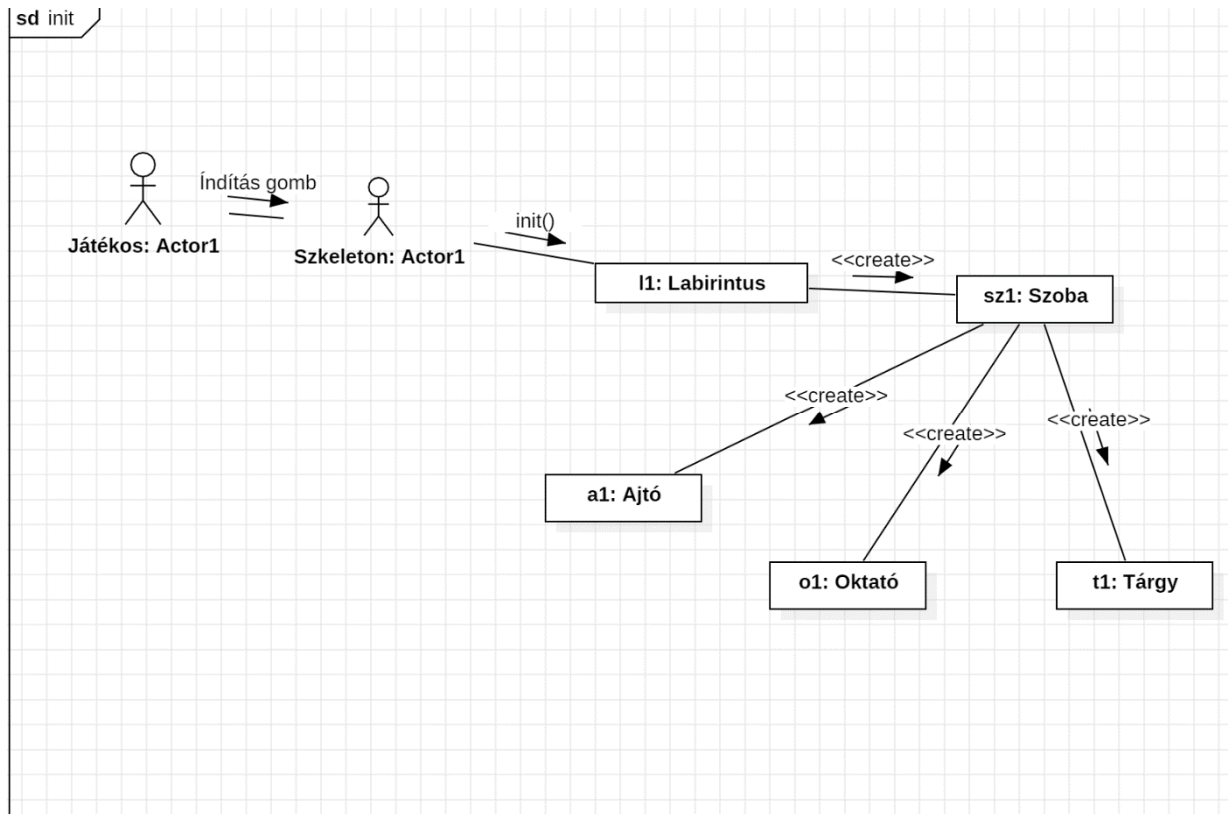 sd init
Índítás gomb
Játékos: Actor1
Szkeleton: Actor1
init()
l1: Labirintus
<<create>>
sz1: Szoba
<<create>>
<<create>>
<<create>>
a1: Ajtó
o1: Oktató
t1: Tárgy